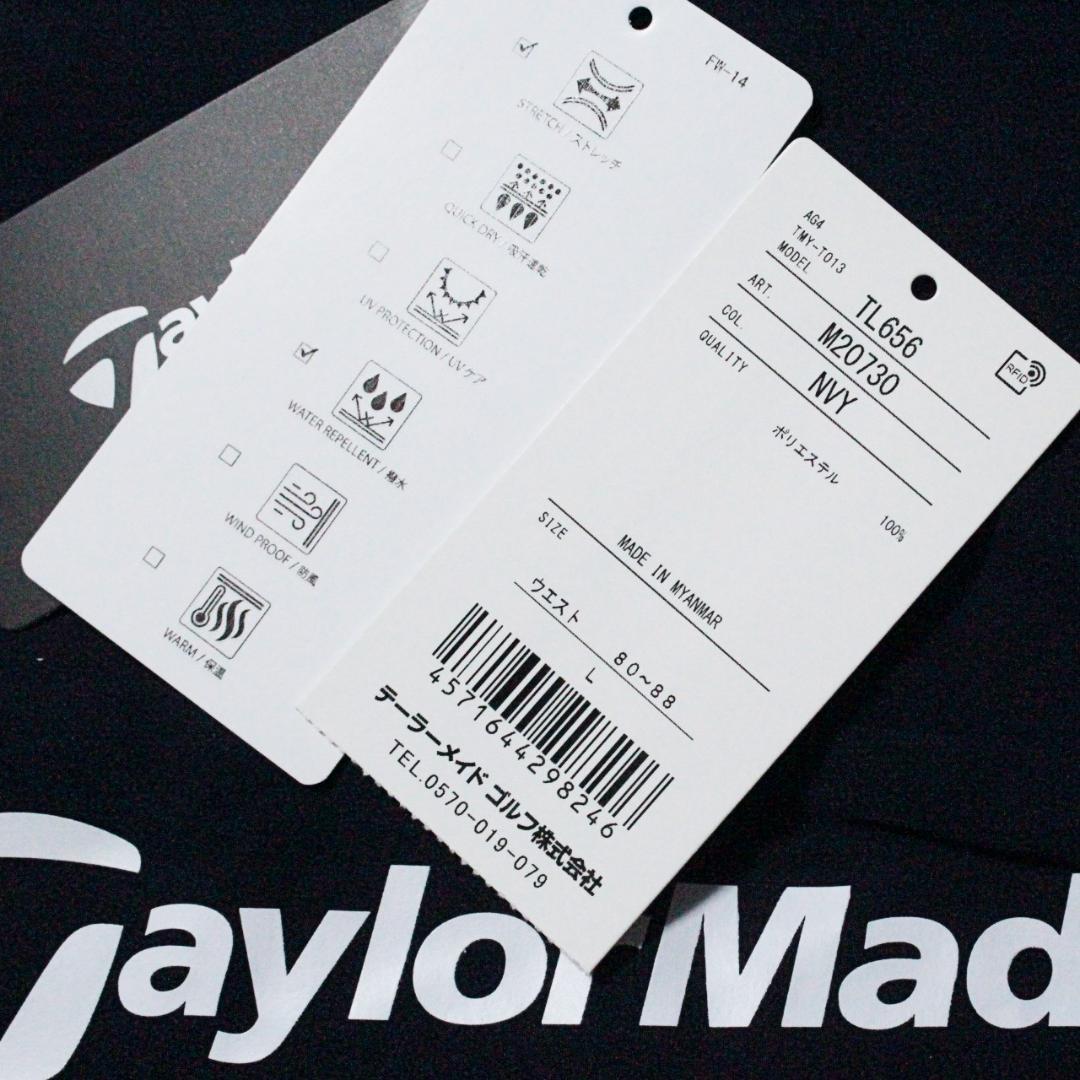 FW-14
STRETCH / ストレッチ
QUICK DRY / 吸汗速乾
UV PROTECTION / UVケア
WATER REPELLENT / 撥水
WIND PROOF / 防風
WARM / 保温
AG4
TMY-T013
MODEL TL656
ART. M20730
COL. NVY
QUALITY
ポリエステル 100%
RFID
MADE IN MYANMAR
SIZE
ウエスト 80~88
L
4571644298246
テーラーメイド ゴルフ株式会社
TEL.0570-019-079
Tay
TaylorMad